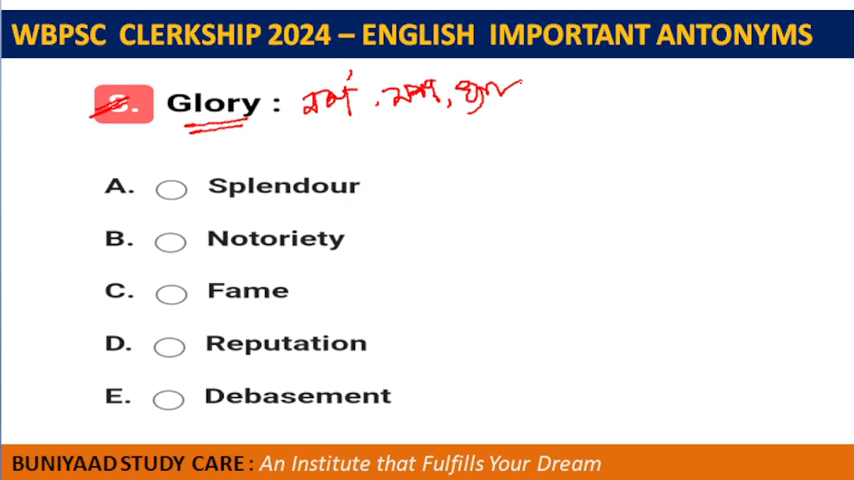 WBPSC CLERKSHIP 2024 – ENGLISH IMPORTANT ANTONYMS
8. Glory :
A. Splendour
B. Notoriety
C. Fame
D. Reputation
E. Debasement
BUNIYAAD STUDY CARE : An Institute that Fulfills Your Dream